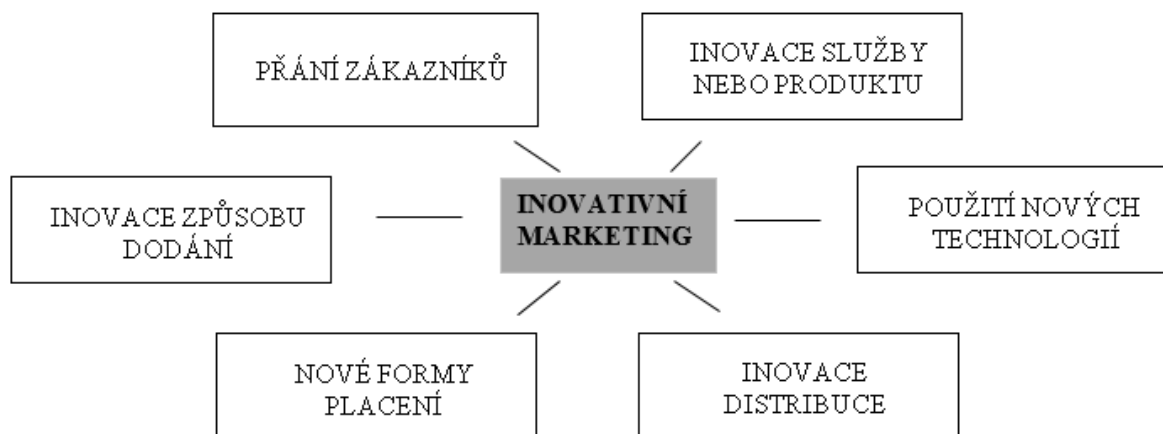 PŘÁNÍ ZÁKAZNÍKŮ
INOVACE SLUŽBY
NEBO PRODUKTU
INOVACE ZPŮSOBU
DODÁNÍ
INOVATIVNÍ
MARKETING
POUŽITÍ NOVÝCH
TECHNOLOGIÍ
NOVÉ FORMY
PLACENÍ
INOVACE
DISTRIBUCE